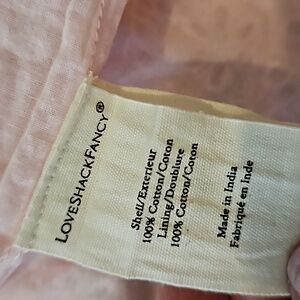 LOVESHACKFANCY®
Shell/Exterieur
100% Cotton/Coton
Lining/Doublure
100% Cotton/Coton
Made in India
Fabriqué en Inde